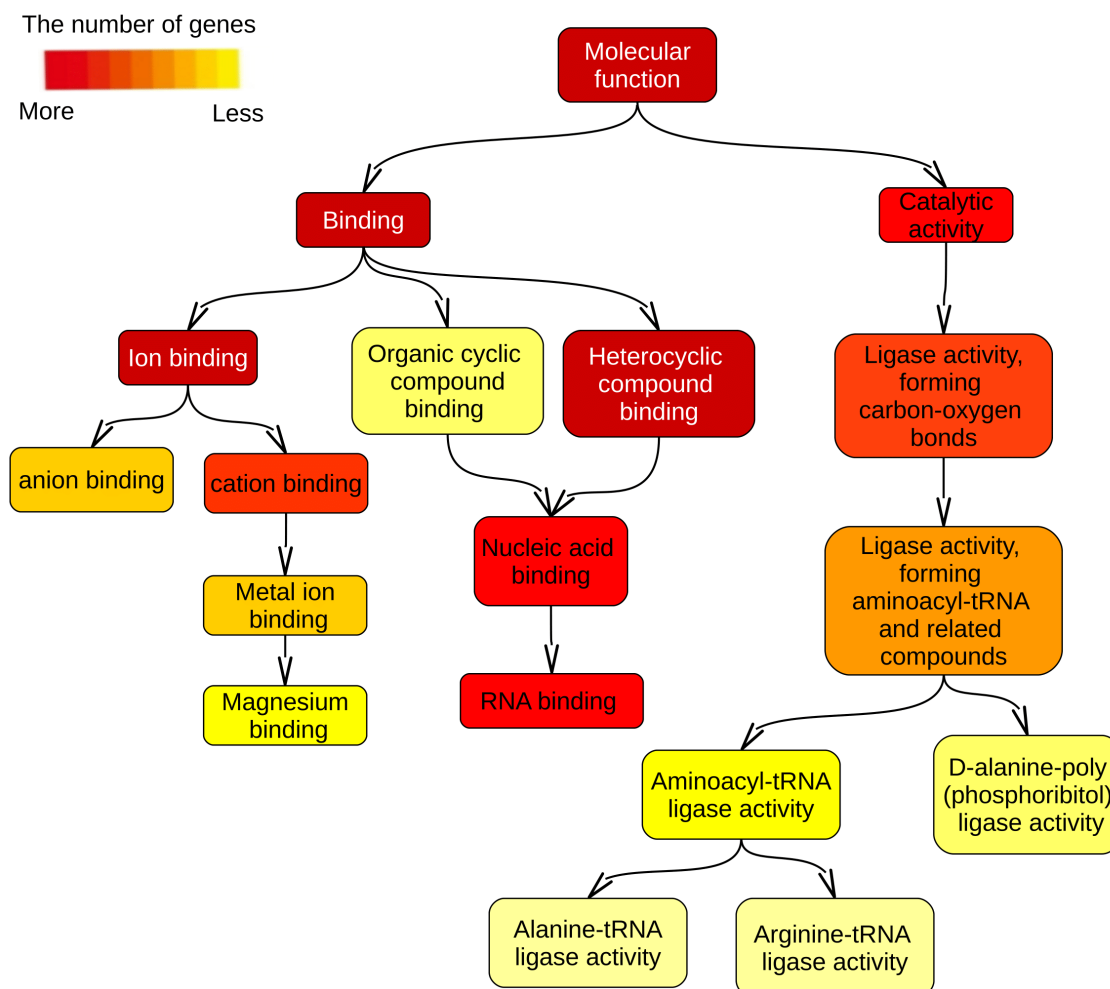 The number of genes
More
Less
Molecular
function
Binding
Catalytic
activity
Ion binding
Organic cyclic
compound
binding
Heterocyclic
compound
binding
Ligase activity,
forming
carbon-oxygen
bonds
anion binding
cation binding
Nucleic acid
binding
Ligase activity,
forming
aminoacyl-tRNA
and related
compounds
Metal ion
binding
Magnesium
binding
RNA binding
Aminoacyl-tRNA
ligase activity
D-alanine-poly
(phosphoribitol)
ligase activity
Alanine-tRNA
ligase activity
Arginine-tRNA
ligase activity